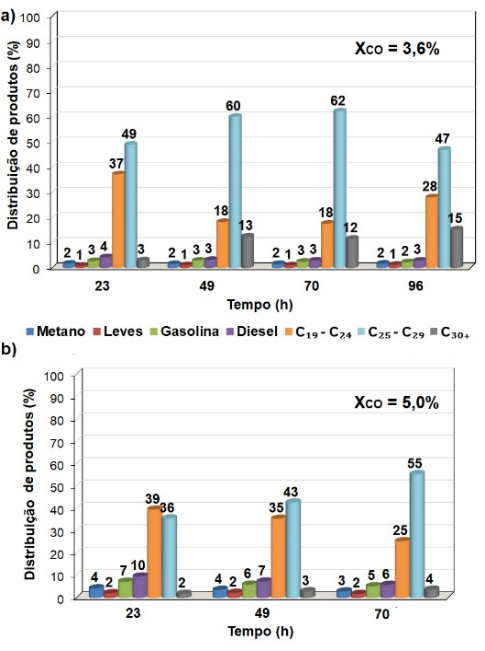 a)
Distribuição de produtos (%)
100
90
80
70
60
50
40
30
20
10
0
XCO = 3,6%
2 1 3 4 37 49 3
2 1 3 3 18 60 13
2 1 3 3 18 62 12
2 1 2 3 28 47 15
23 49 70 96
Tempo (h)
Metano Leves Gasolina Diesel C19 - C24 C25 - C29 C30+
b)
Distribuição de produtos (%)
100
90
80
70
60
50
40
30
20
10
0
XCO = 5,0%
4 2 7 10 39 36 2
4 2 6 7 35 43 3
3 2 5 6 25 55 4
23 49 70
Tempo (h)